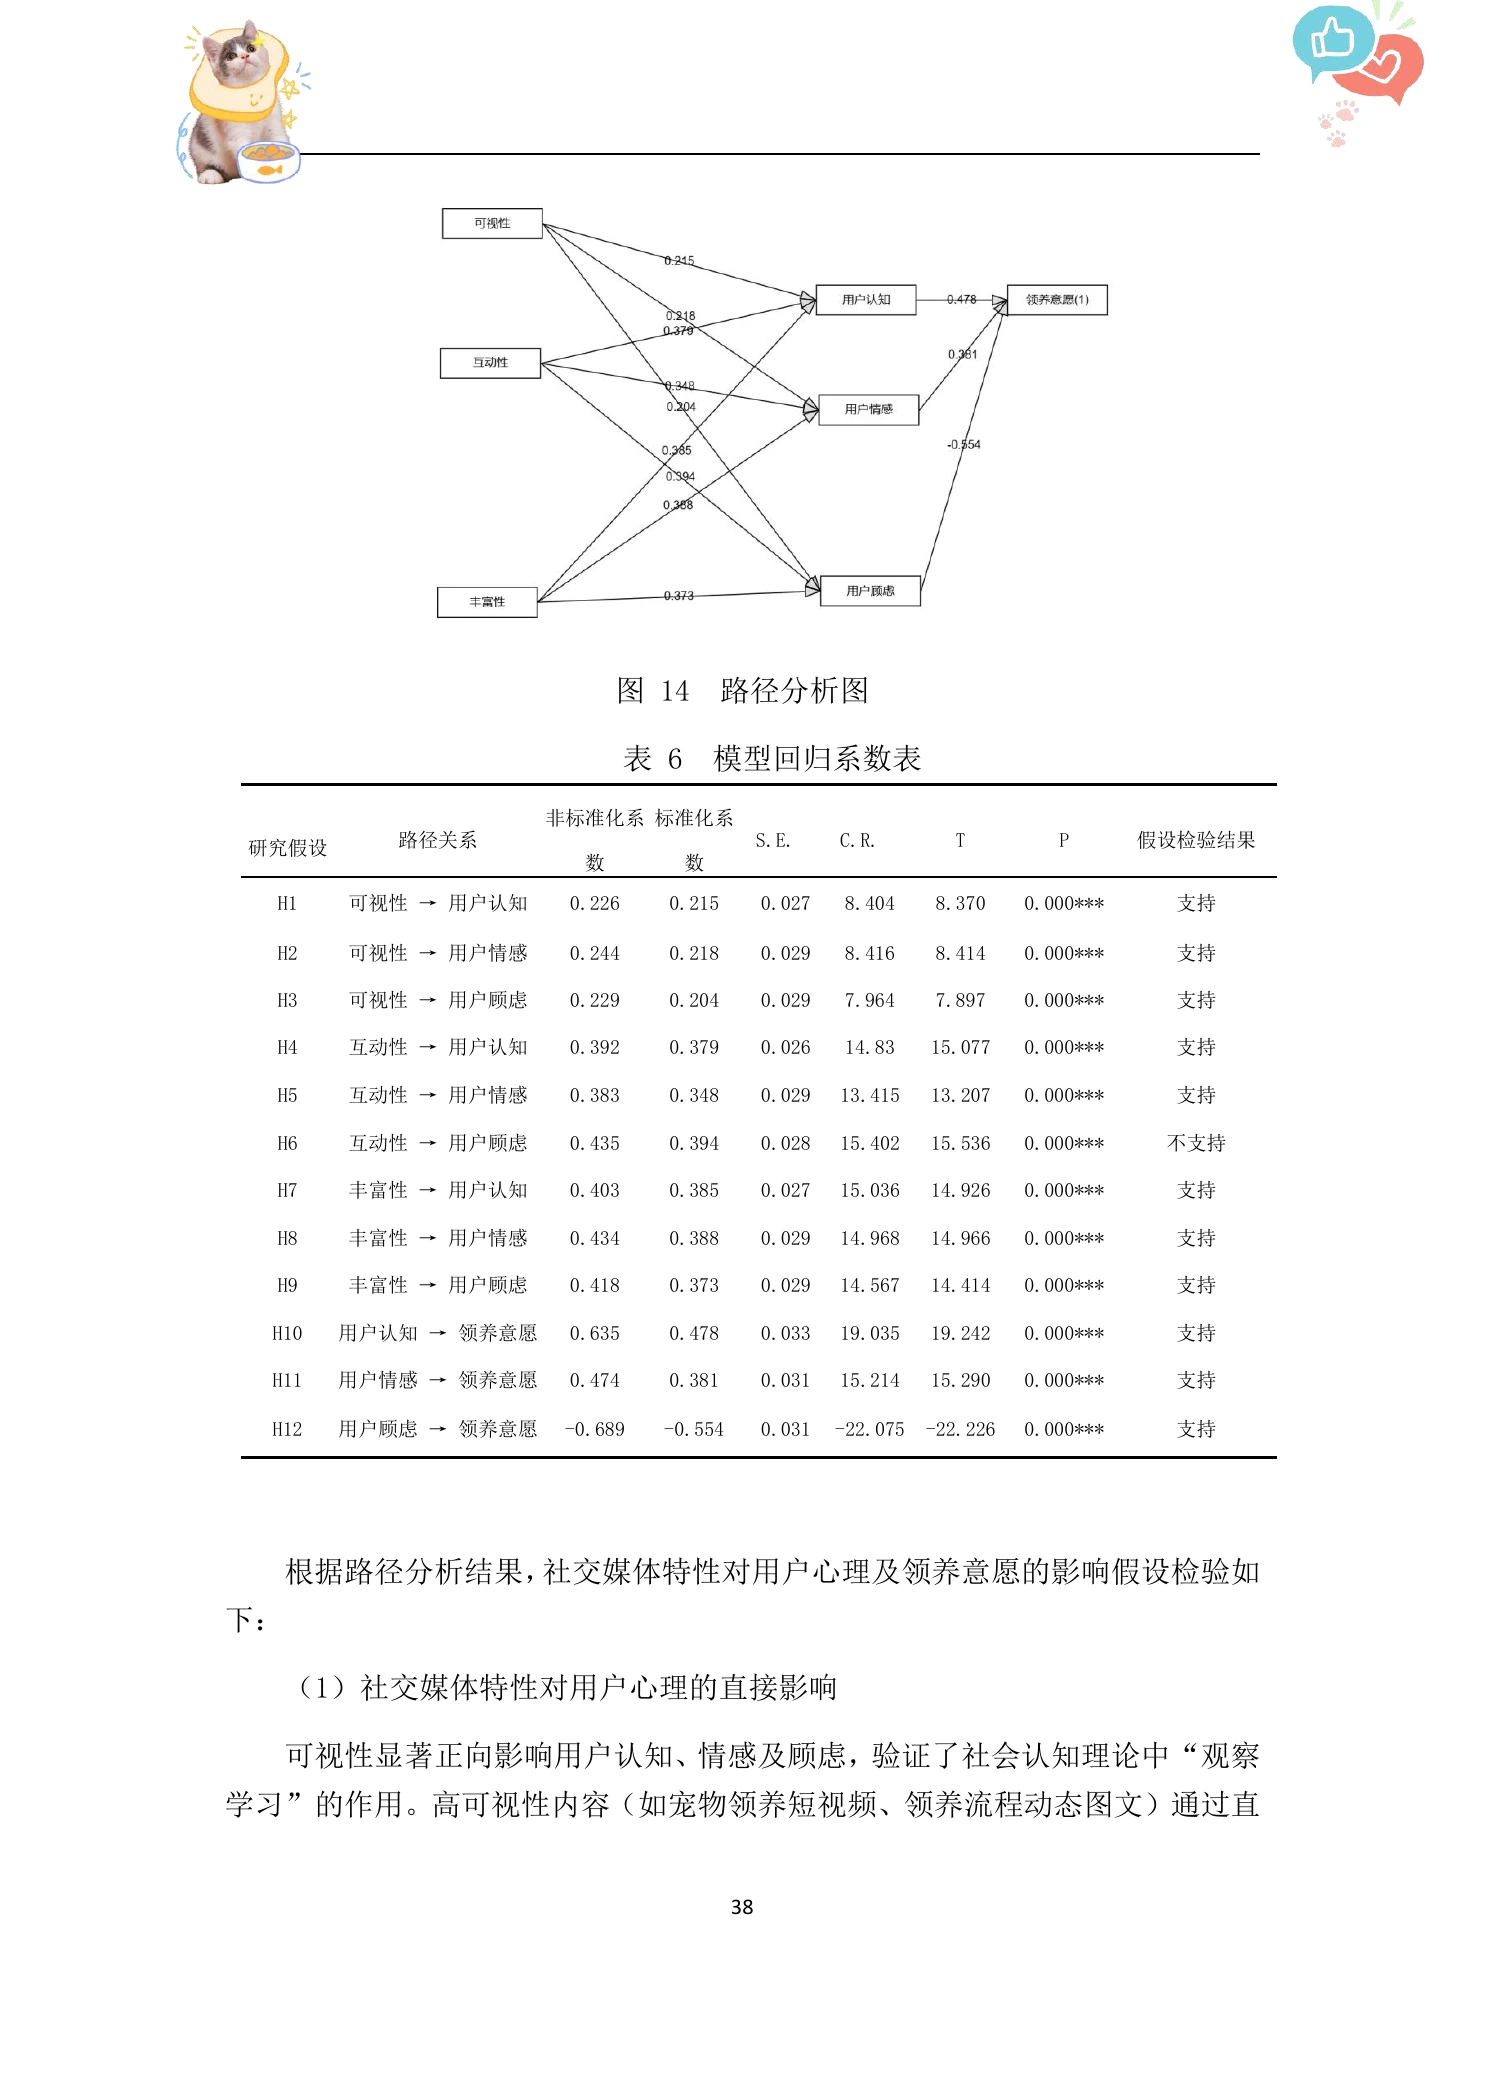 可视性
0.215
用户认知
0.478
领养意愿(1)
0.218
0.379
互动性
0.381
0.348
0.204
用户情感
-0.554
0.385
0.394
0.388
丰富性
0.373
用户顾虑
图 14 路径分析图
表 6 模型回归系数表
研究假设 路径关系 非标准化系数 标准化系数 S.E. C.R. T P 假设检验结果
H1 可视性 → 用户认知 0.226 0.215 0.027 8.404 8.370 0.000*** 支持
H2 可视性 → 用户情感 0.244 0.218 0.029 8.416 8.414 0.000*** 支持
H3 可视性 → 用户顾虑 0.229 0.204 0.029 7.964 7.897 0.000*** 支持
H4 互动性 → 用户认知 0.392 0.379 0.026 14.83 15.077 0.000*** 支持
H5 互动性 → 用户情感 0.383 0.348 0.029 13.415 13.207 0.000*** 支持
H6 互动性 → 用户顾虑 0.435 0.394 0.028 15.402 15.536 0.000*** 不支持
H7 丰富性 → 用户认知 0.403 0.385 0.027 15.036 14.926 0.000*** 支持
H8 丰富性 → 用户情感 0.434 0.388 0.029 14.968 14.966 0.000*** 支持
H9 丰富性 → 用户顾虑 0.418 0.373 0.029 14.567 14.414 0.000*** 支持
H10 用户认知 → 领养意愿 0.635 0.478 0.033 19.035 19.242 0.000*** 支持
H11 用户情感 → 领养意愿 0.474 0.381 0.031 15.214 15.290 0.000*** 支持
H12 用户顾虑 → 领养意愿 -0.689 -0.554 0.031 -22.075 -22.226 0.000*** 支持
根据路径分析结果，社交媒体特性对用户心理及领养意愿的影响假设检验如
下：
（1）社交媒体特性对用户心理的直接影响
可视性显著正向影响用户认知、情感及顾虑，验证了社会认知理论中“观察
学习”的作用。高可视性内容（如宠物领养短视频、领养流程动态图文）通过直
38